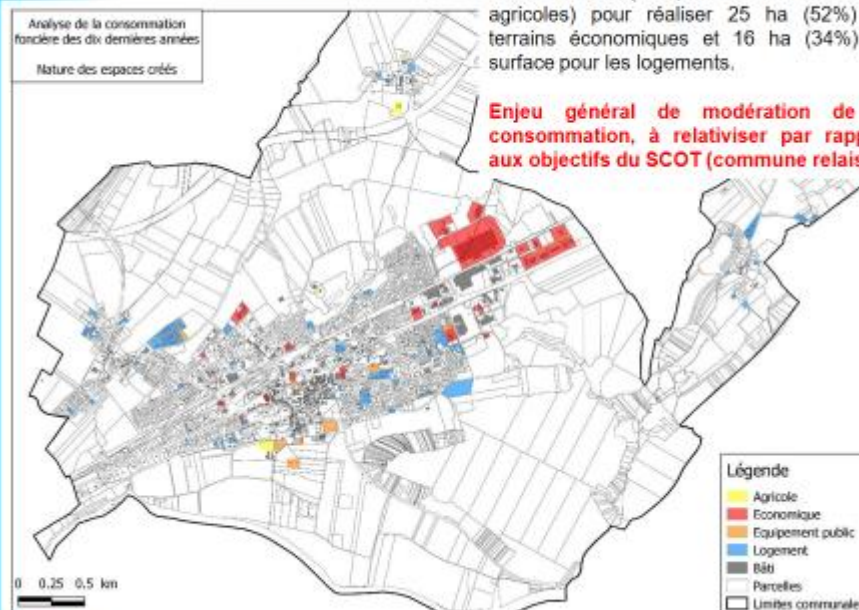 Analyse de la consommation
foncière des dix dernières années
Nature des espaces créés
agricoles) pour réaliser 25 ha (52%)
terrains économiques et 16 ha (34%)
surface pour les logements.
Enjeu général de modération de
consommation, à relativiser par rapp
aux objectifs du SCOT (commune relais
Légende
Agricole
Economique
Equipement public
Logement
Bâti
Parcelles
Limites communale
0 0.25 0.5 km